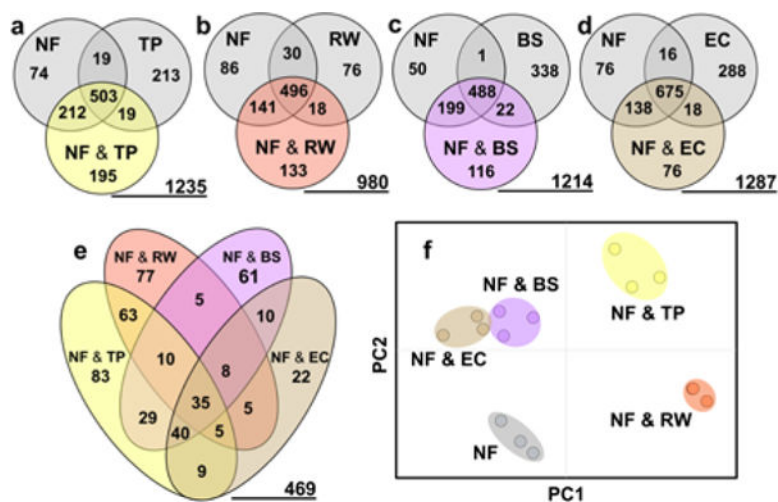 a
NF
TP
19
74
213
503
212
19
NF & TP
195
1235
b
NF
RW
30
86
76
496
141
18
NF & RW
133
980
c
NF
BS
1
50
338
488
199
22
NF & BS
116
1214
d
NF
EC
16
76
288
675
138
18
NF & EC
76
1287
e
NF & RW
77
NF & BS
61
5
63
10
NF & TP
83
10
8
NF & EC
22
35
29
5
40
5
9
469
f
NF & BS
NF & TP
NF & EC
NF & RW
NF
PC2
PC1